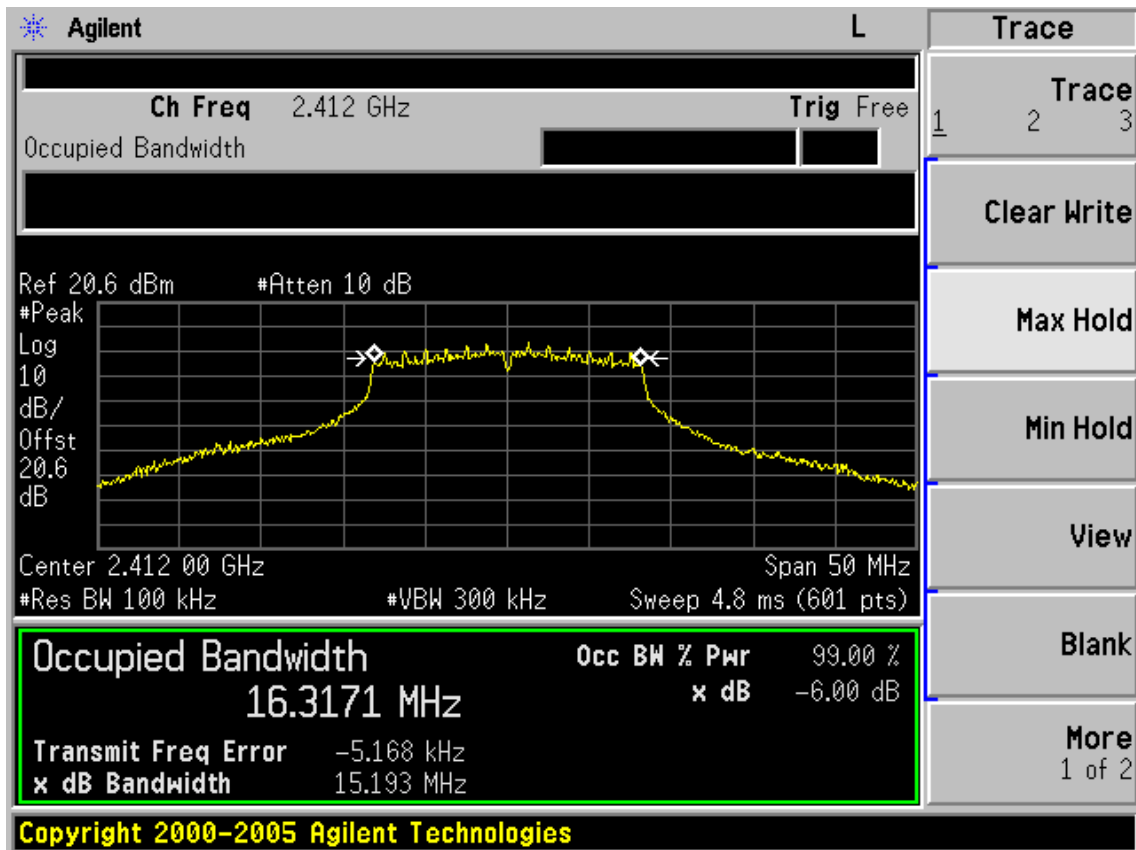 Agilent L
Ch Freq 2.412 GHz Trig Free
Occupied Bandwidth
Ref 20.6 dBm #Atten 10 dB
#Peak
Log
10
dB/
Offst
20.6
dB
Center 2.412 00 GHz Span 50 MHz
#Res BW 100 kHz #VBW 300 kHz Sweep 4.8 ms (601 pts)
Occupied Bandwidth
16.3171 MHz
Occ BW % Pwr 99.00 %
x dB -6.00 dB
Transmit Freq Error -5.168 kHz
x dB Bandwidth 15.193 MHz
Copyright 2000-2005 Agilent Technologies
Trace
Trace
1 2 3
Clear Write
Max Hold
Min Hold
View
Blank
More
1 of 2